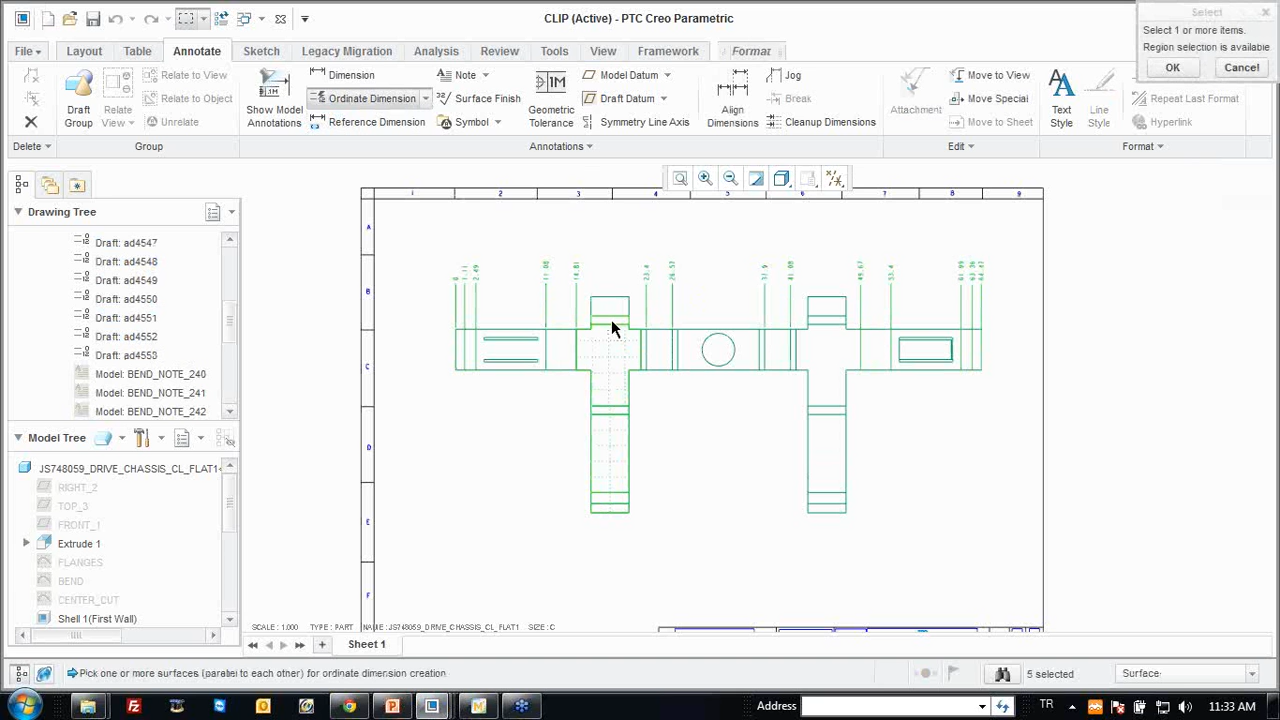 CLIP (Active) - PTC Creo Parametric
Select
Select 1 or more items.
Region selection is available
OK
Cancel
File
Layout
Table
Annotate
Sketch
Legacy Migration
Analysis
Review
Tools
View
Framework
Format
Draft Group
Relate View
Relate to View
Relate to Object
Unrelate
Show Model Annotations
Dimension
Ordinate Dimension
Reference Dimension
Note
Surface Finish
Symbol
Geometric Tolerance
Model Datum
Draft Datum
Symmetry Line Axis
Align Dimensions
Jog
Break
Cleanup Dimensions
Attachment
Move to View
Move Special
Move to Sheet
Text Style
Line Style
Repeat Last Format
Hyperlink
Delete
Group
Annotations
Edit
Format
Drawing Tree
Draft: ad4547
Draft: ad4548
Draft: ad4549
Draft: ad4550
Draft: ad4551
Draft: ad4552
Draft: ad4553
Model: BEND_NOTE_240
Model: BEND_NOTE_241
Model: BEND_NOTE_242
Model Tree
JS748059_DRIVE_CHASSIS_CL_FLAT1<
RIGHT_2
TOP_3
FRONT_1
Extrude 1
FLANGES
BEND
CENTER_CUT
Shell 1(First Wall)
1 2 3 4 5 6 7 8 9
A
B
C
D
E
F
SCALE : 1.000 TYPE : PART NAME : JS748059_DRIVE_CHASSIS_CL_FLAT1 SIZE : C
Sheet 1
Pick one or more surfaces (parallel to each other) for ordinate dimension creation.
5 selected
Surface
Address
TR
11:33 AM